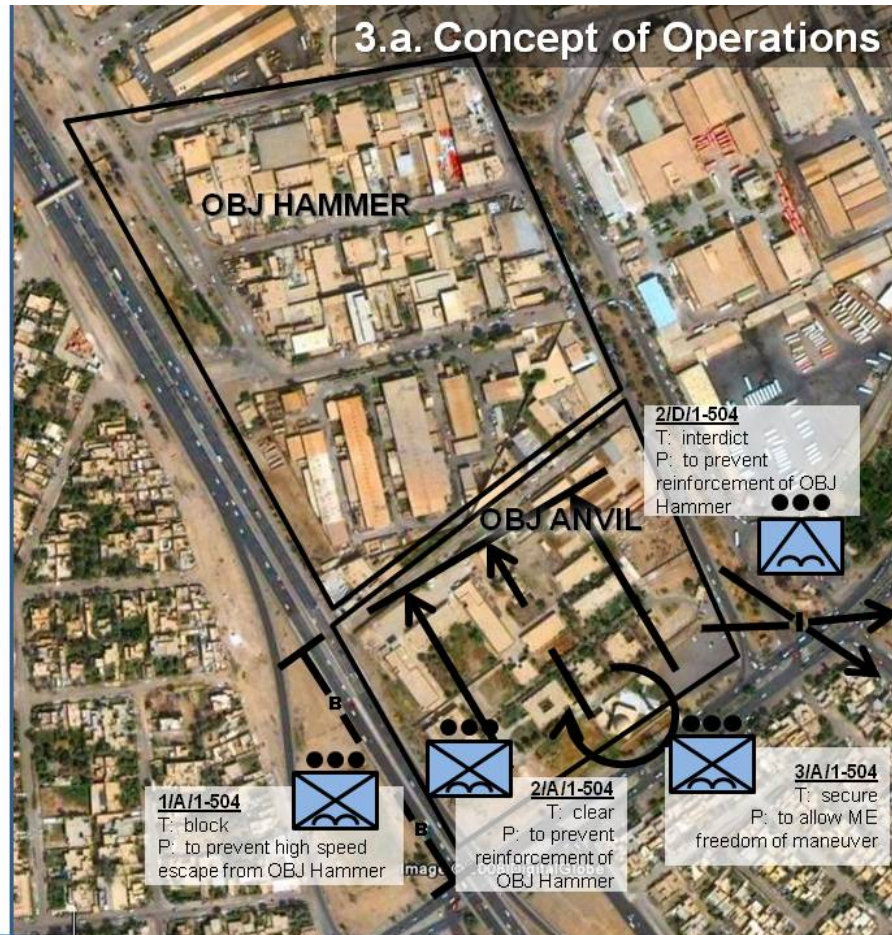 3.a. Concept of Operations
OBJ HAMMER
2/D/1-504
T: interdict
P: to prevent
reinforcement of OBJ
Hammer
OBJ ANVIL
I
B
B
1/A/1-504
T: block
P: to prevent high speed
escape from OBJ Hammer
2/A/1-504
T: clear
P: to prevent
reinforcement of
OBJ Hammer
3/A/1-504
T: secure
P: to allow ME
freedom of maneuver
Image © DigitalGlobe